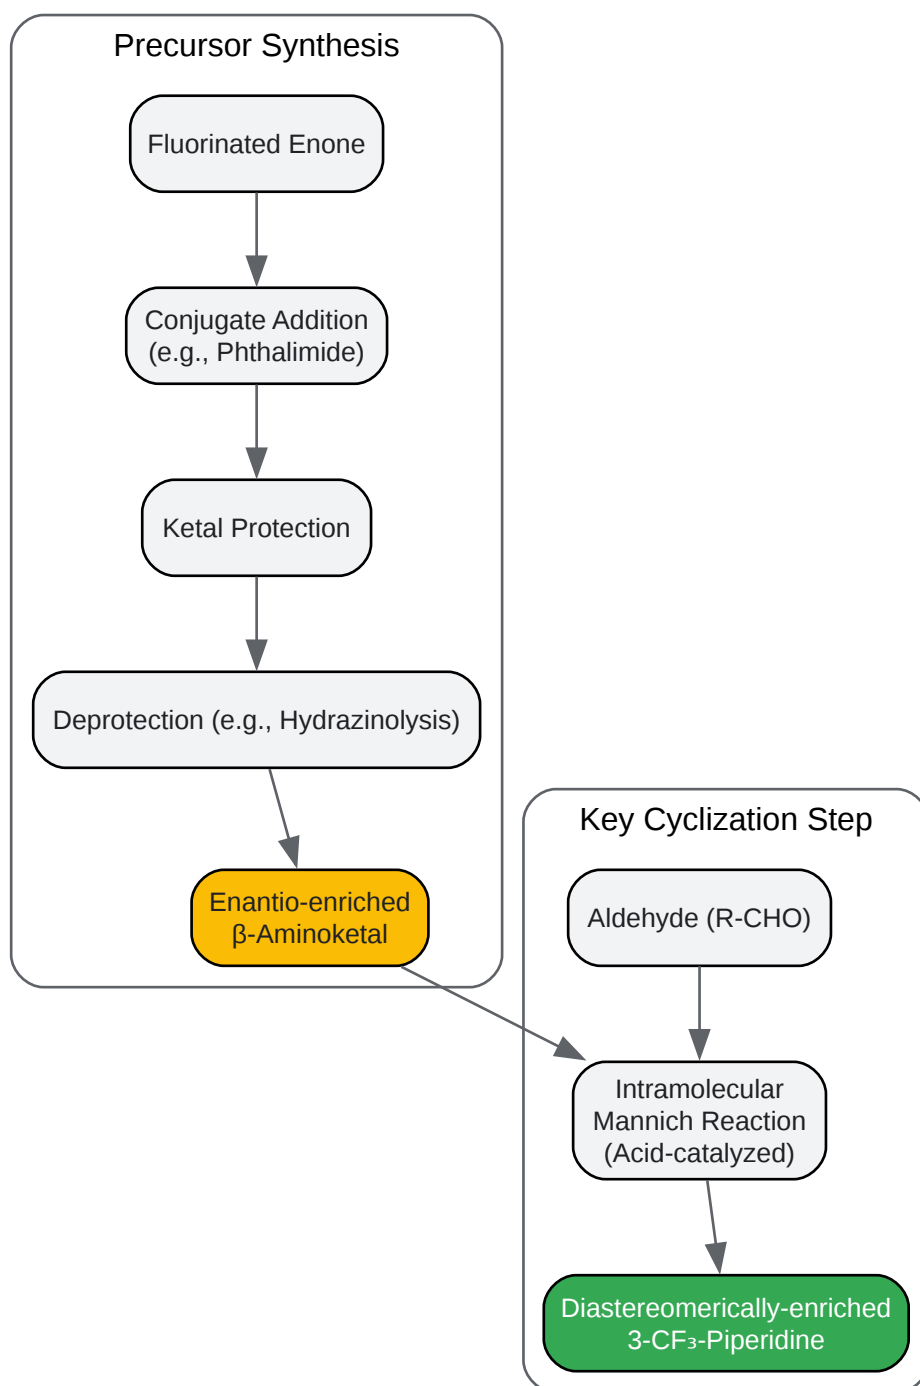 Precursor Synthesis
Fluorinated Enone
Conjugate Addition
(e.g., Phthalimide)
Ketal Protection
Deprotection (e.g., Hydrazinolysis)
Enantio-enriched
β-Aminoketal
Key Cyclization Step
Aldehyde (R-CHO)
Intramolecular
Mannich Reaction
(Acid-catalyzed)
Diastereomerically-enriched
3-CF₃-Piperidine